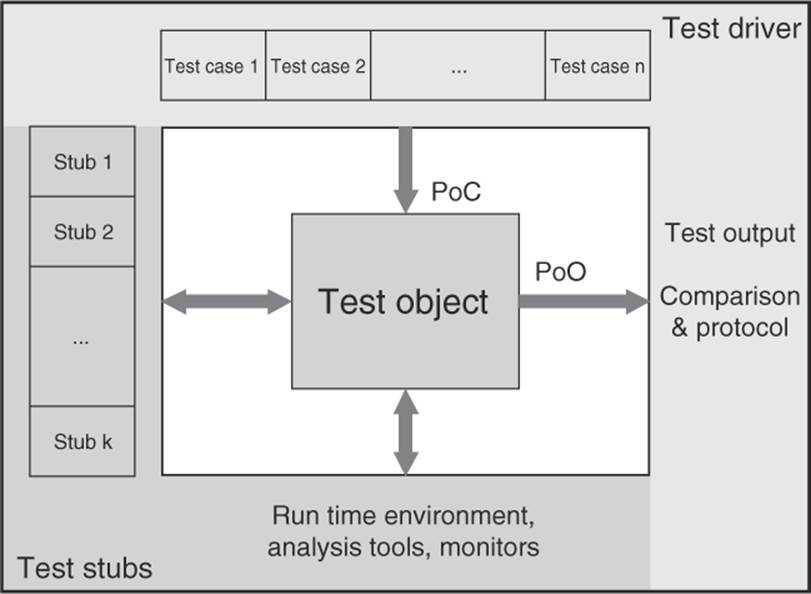 Test driver
Test case 1
Test case 2
...
Test case n
Stub 1
Stub 2
...
Stub k
PoC
Test object
PoO
Test output
Comparison
& protocol
Run time environment,
analysis tools, monitors
Test stubs